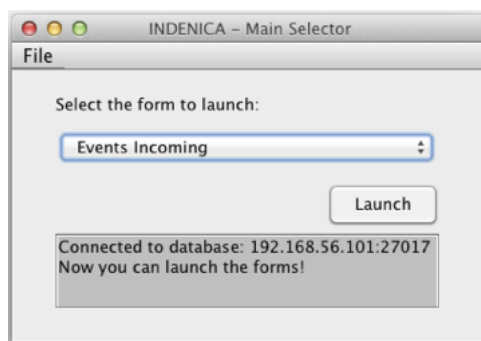 INDENICA – Main Selector
File
Select the form to launch:
Events Incoming
Launch
Connected to database: 192.168.56.101:27017
Now you can launch the forms!